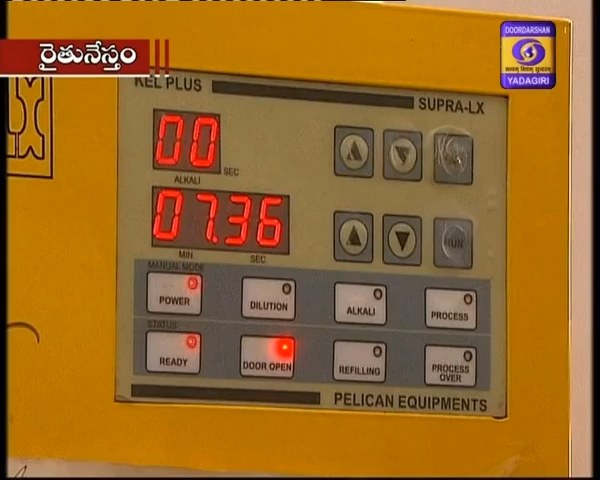 రైతునేస్తం
DOORDARSHAN
YADAGIRI
KEL PLUS
SUPRA-LX
00
SEC
ALKALI
07.36
MIN.
SEC.
RUN
MANUAL MODE
POWER
DILUTION
ALKALI
PROCESS
STATUS
READY
DOOR OPEN
REFILLING
PROCESS
OVER
PELICAN EQUIPMENTS